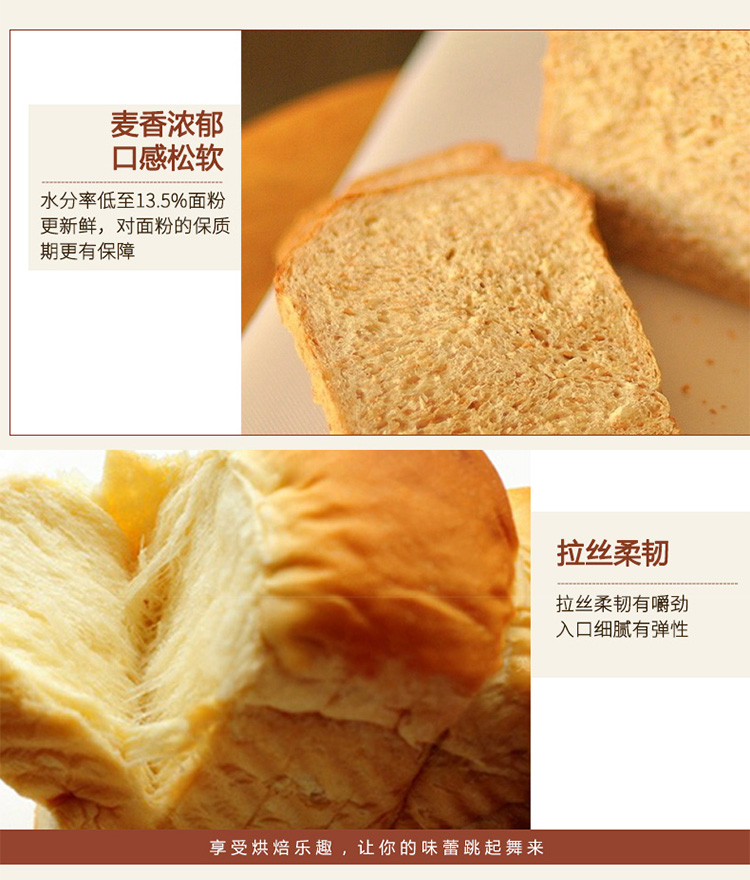 麦香浓郁
口感松软
水分率低至13.5%面粉
更新鲜，对面粉的保质
期更有保障
拉丝柔韧
拉丝柔韧有嚼劲
入口细腻有弹性
享受烘焙乐趣，让你的味蕾跳起舞来